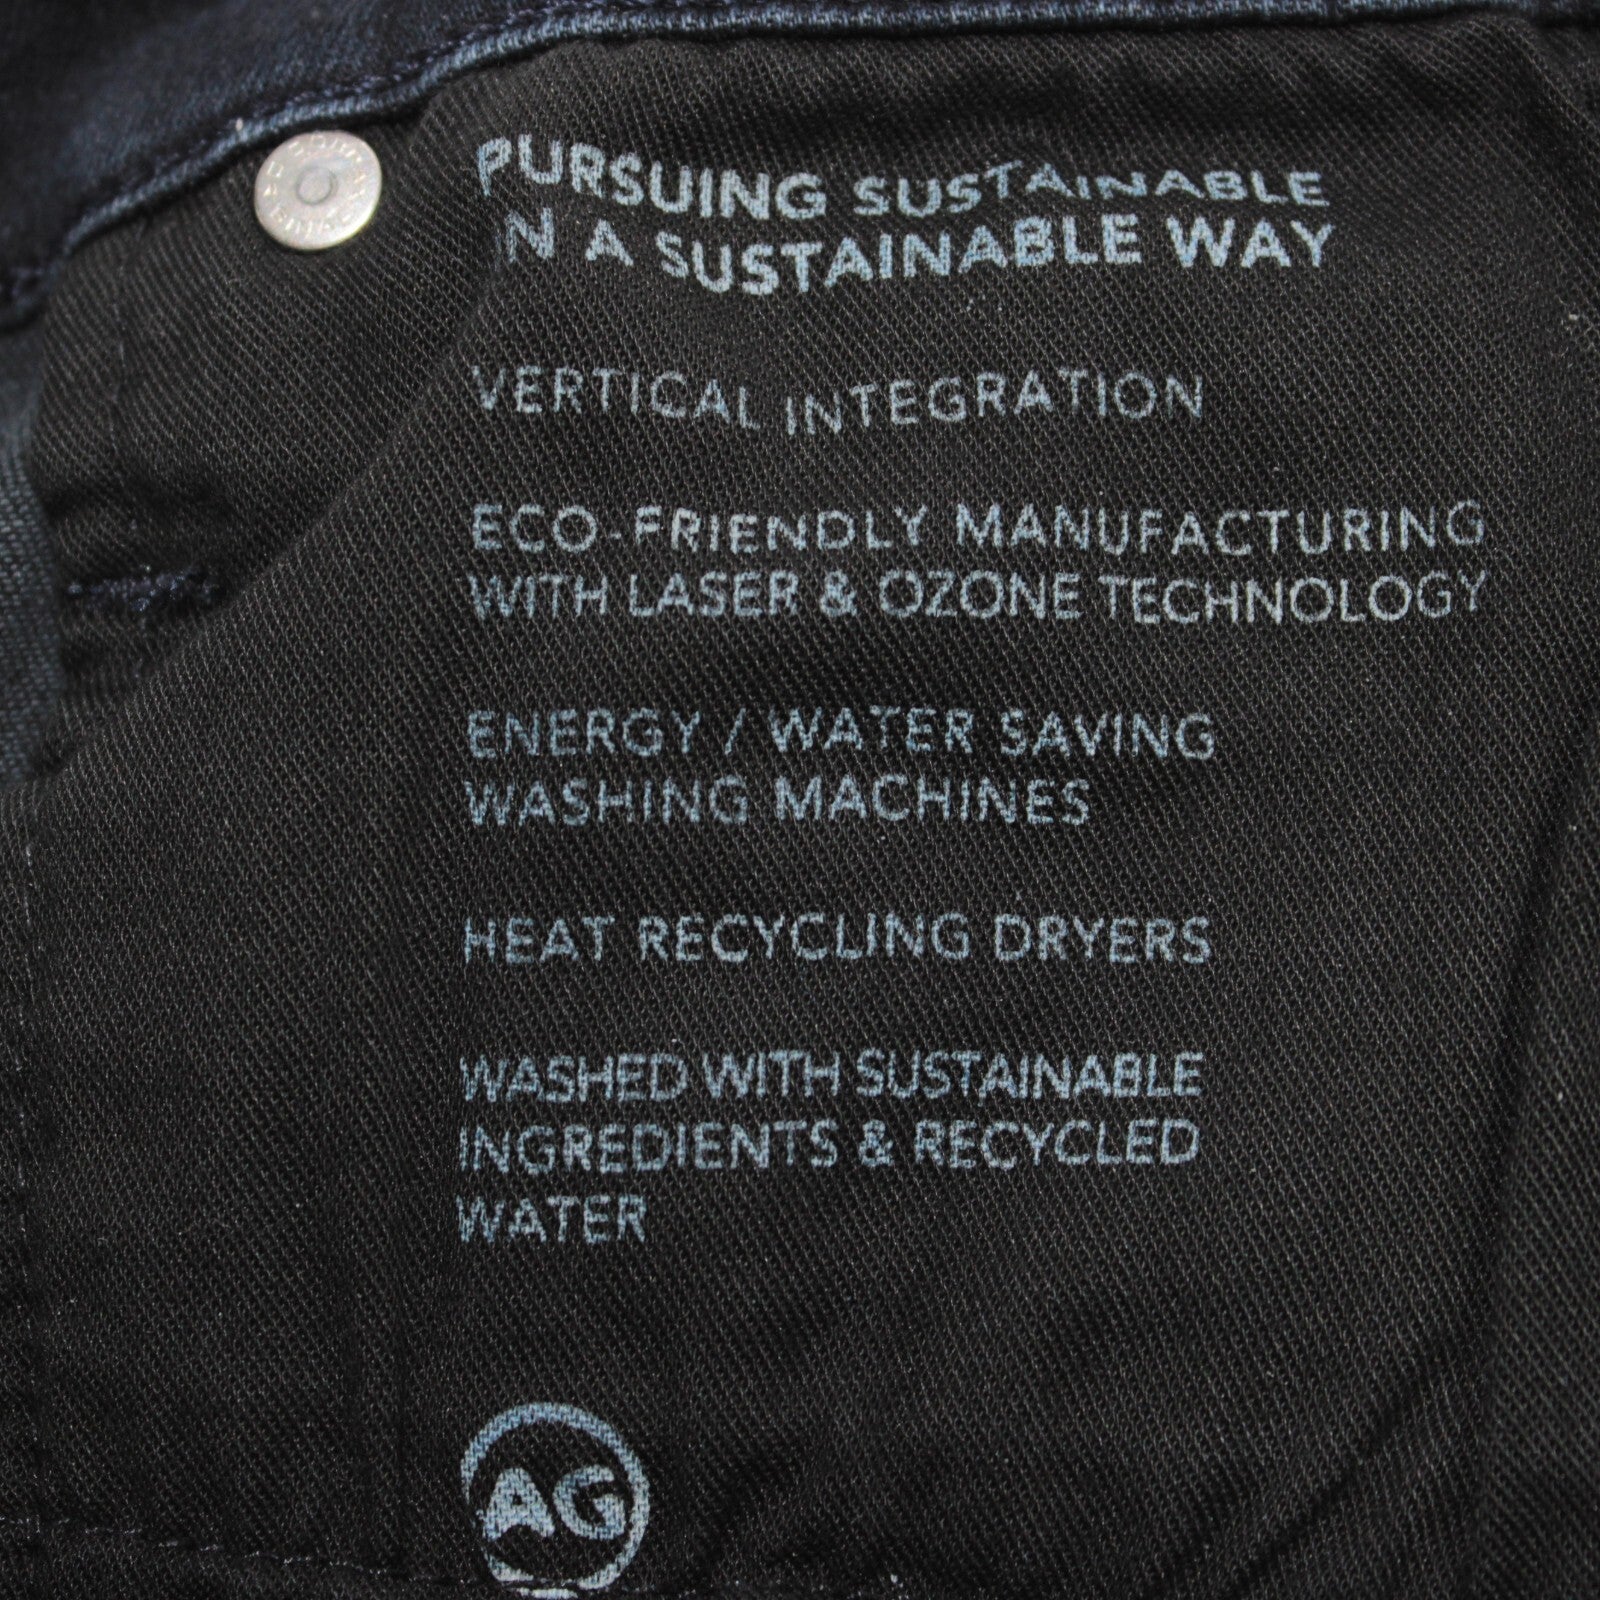 PURSUING SUSTAINABLE
IN A SUSTAINABLE WAY
VERTICAL INTEGRATION
ECO-FRIENDLY MANUFACTURING
WITH LASER & OZONE TECHNOLOGY
ENERGY / WATER SAVING
WASHING MACHINES
HEAT RECYCLING DRYERS
WASHED WITH SUSTAINABLE
INGREDIENTS & RECYCLED
WATER
AG